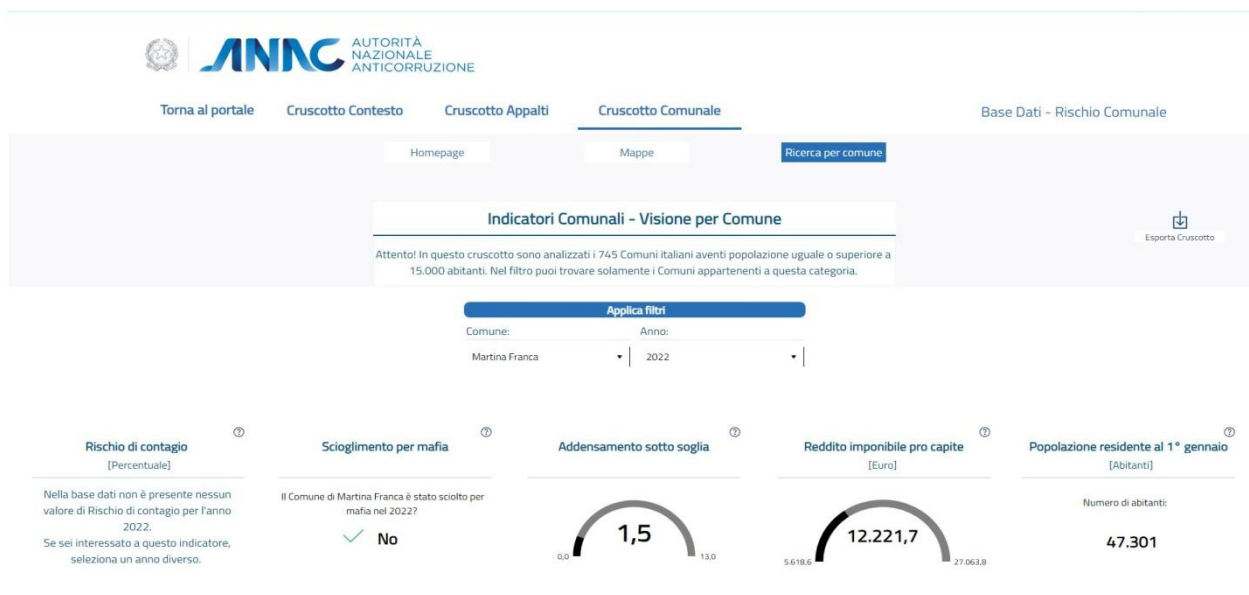 ANAC
AUTORITÀ
NAZIONALE
ANTICORRUZIONE
Torna al portale Cruscotto Contesto Cruscotto Appalti Cruscotto Comunale Base Dati - Rischio Comunale
Homepage Mappe Ricerca per comune
Indicatori Comunali - Visione per Comune
Esporta Cruscotto
Attento! In questo cruscotto sono analizzati i 745 Comuni italiani aventi popolazione uguale o superiore a
15.000 abitanti. Nel filtro puoi trovare solamente i Comuni appartenenti a questa categoria.
Applica filtri
Comune: Anno:
Martina Franca 2022
Rischio di contagio
[Percentuale]
Nella base dati non è presente nessun
valore di Rischio di contagio per l'anno
2022.
Se sei interessato a questo indicatore,
seleziona un anno diverso.
Scioglimento per mafia
Il Comune di Martina Franca è stato sciolto per
mafia nel 2022?
No
Addensamento sotto soglia
1,5
0,0 13,0
Reddito imponibile pro capite
[Euro]
12.221,7
5.618,6 27.063,8
Popolazione residente al 1° gennaio
[Abitanti]
Numero di abitanti:
47.301